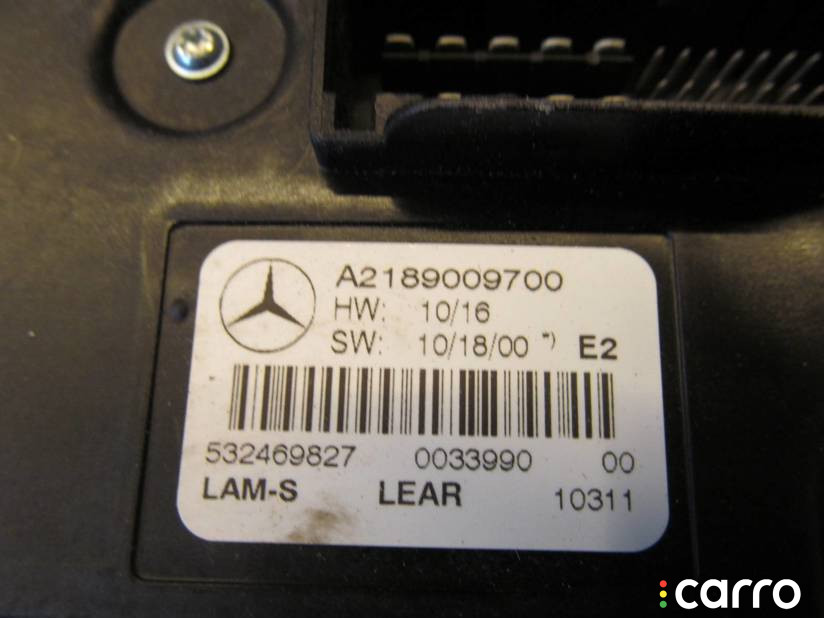 A2189009700
HW: 10/16
SW: 10/18/00 *) E2
532469827 0033990 00
LAM-S LEAR 10311
carro